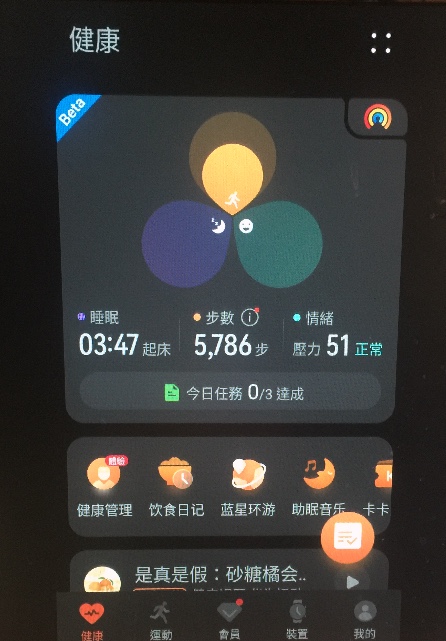 健康
Beta
睡眠
步數
情緒
03:47 起床
5,786 步
壓力 51 正常
今日任務 0/3 達成
體驗
健康管理
饮食日记
蓝星环游
助眠音乐
卡卡
是真是假：砂糖橘会..
健康
運動
會員
裝置
我的